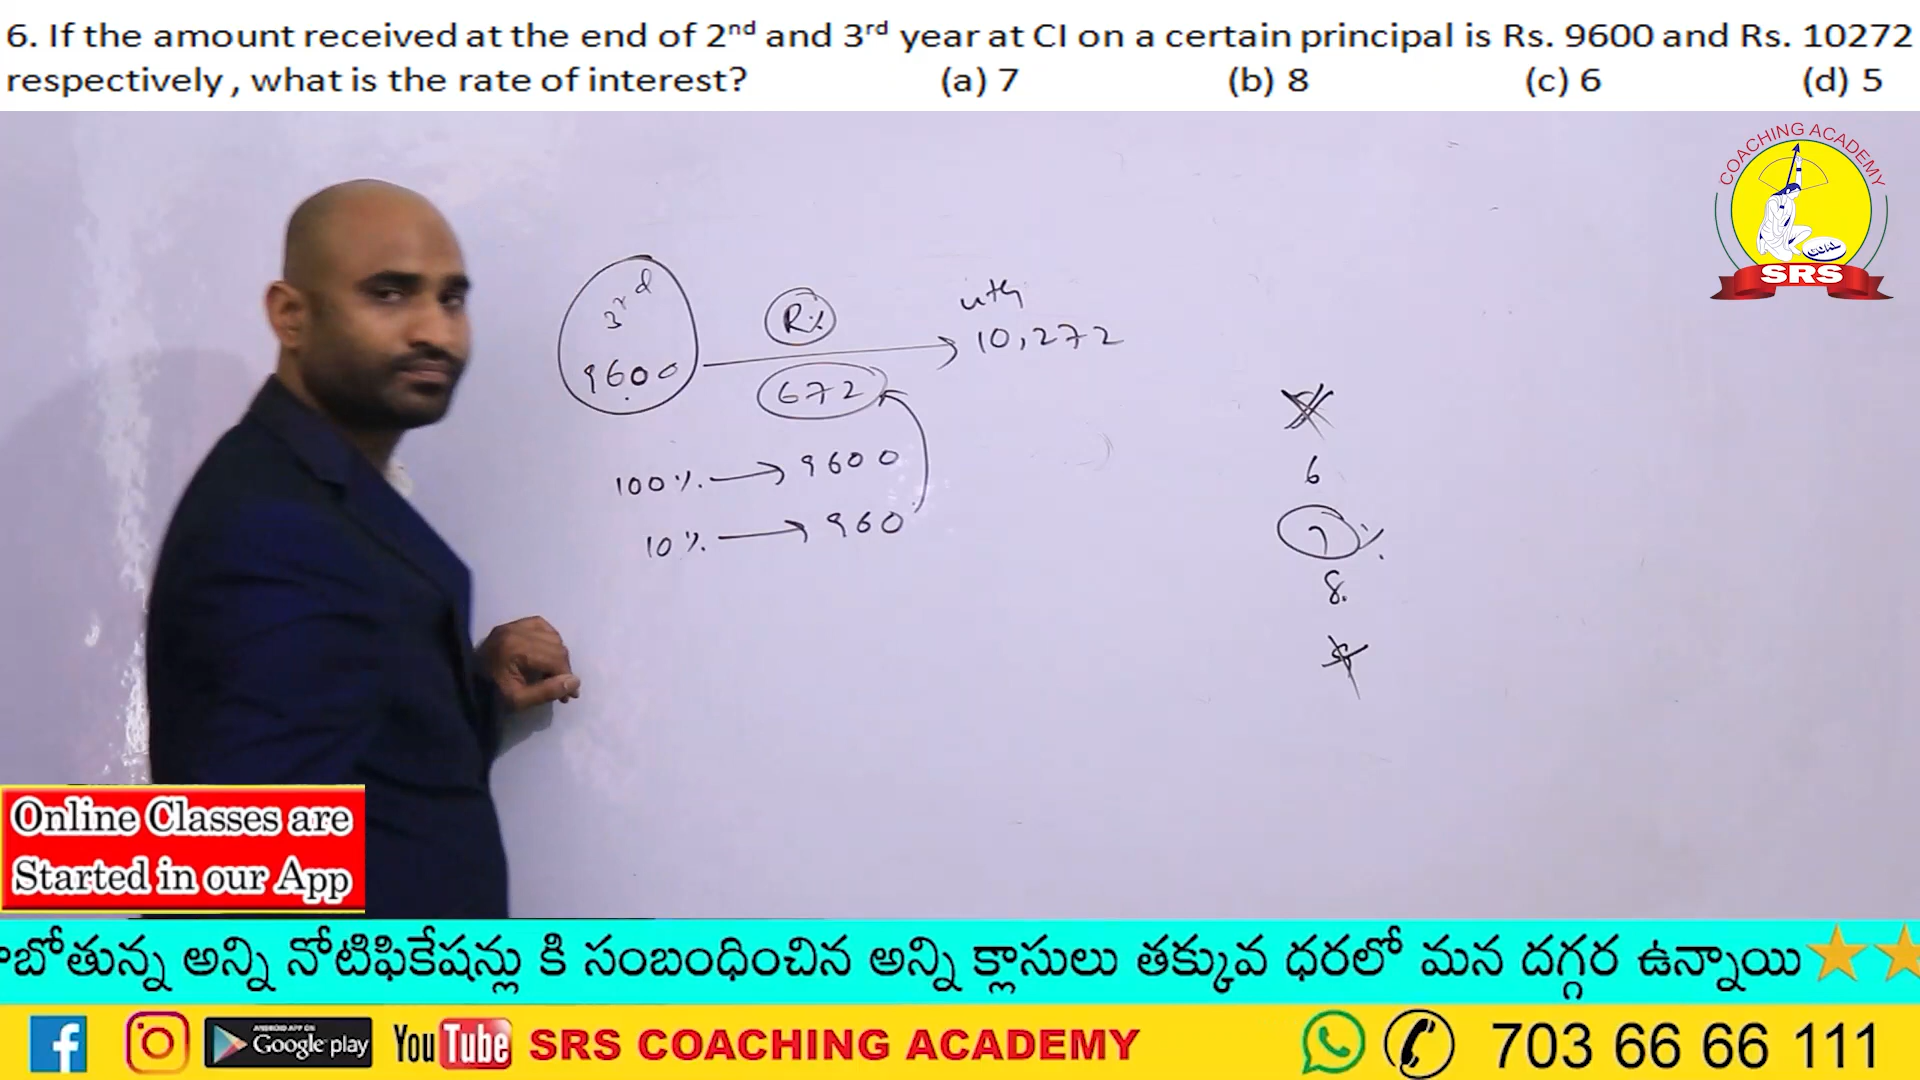 6. If the amount received at the end of 2nd and 3rd year at CI on a certain principal is Rs. 9600 and Rs. 10272
respectively, what is the rate of interest? (a) 7 (b) 8 (c) 6 (d) 5
COACHING ACADEMY
SRS
3rd
9600
R%
672
10,272
100% → 9600
10% → 960
6
7%
8.
Online Classes are
Started in our App
బోతున్న అన్ని నోటిఫికేషన్లు కి సంబంధించిన అన్ని క్లాసులు తక్కువ ధరలో మన దగ్గర ఉన్నాయి
ANDROID APP ON
Google play
YouTube
SRS COACHING ACADEMY
703 66 66 111